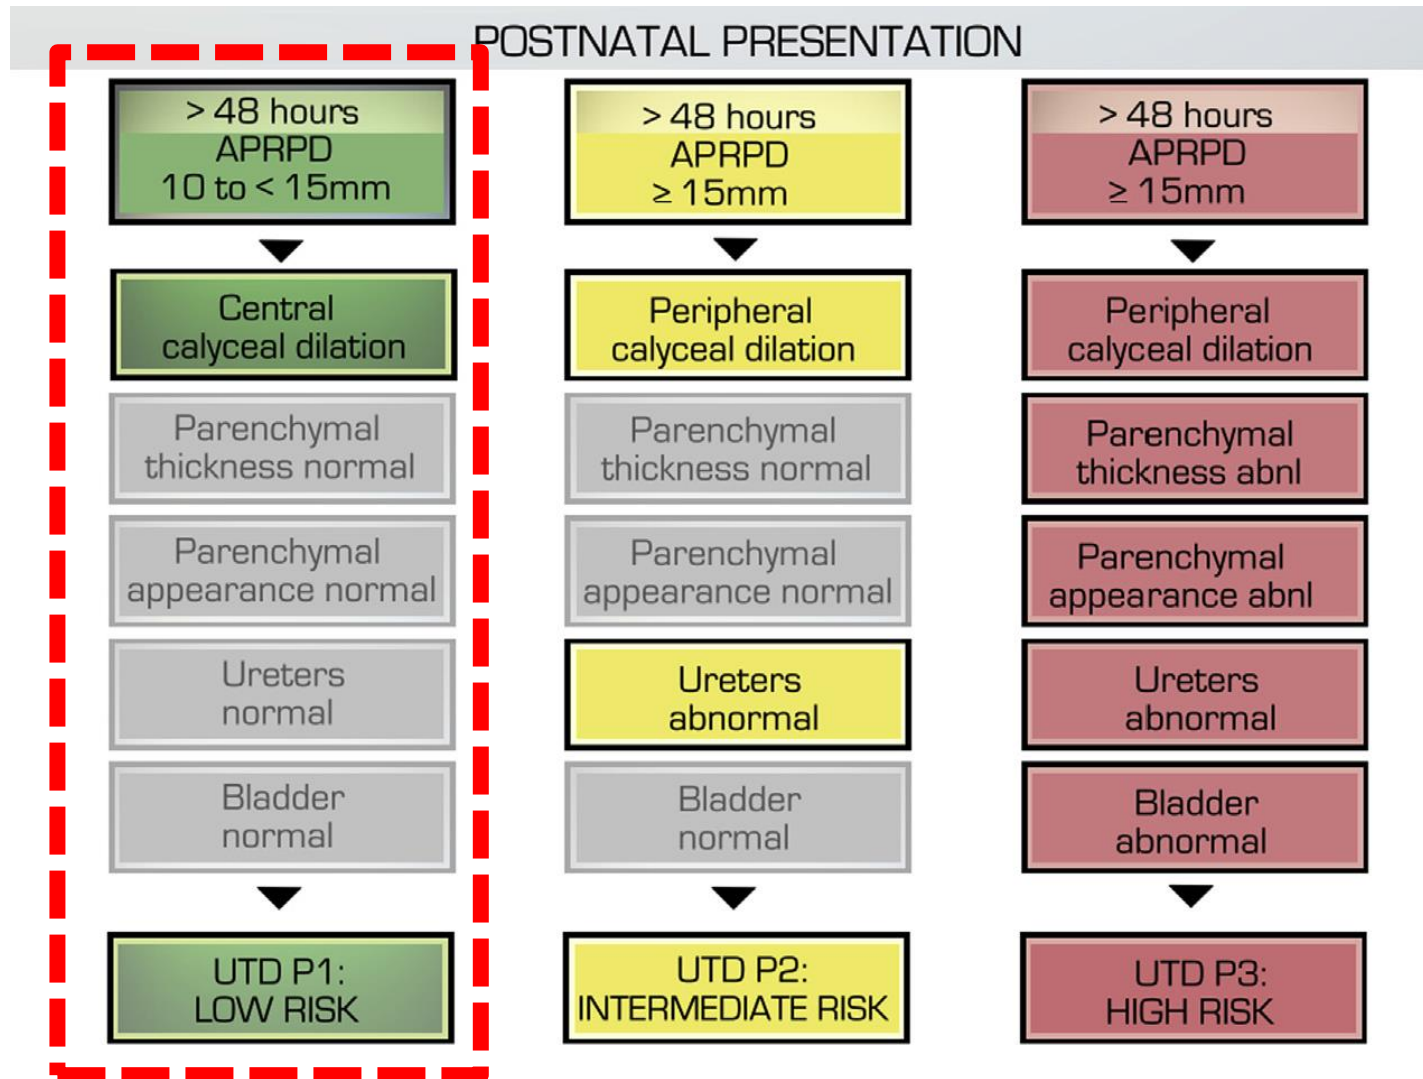 POSTNATAL PRESENTATION
> 48 hours
APRPD
10 to < 15mm
Central
calyceal dilation
Parenchymal
thickness normal
Parenchymal
appearance normal
Ureters
normal
Bladder
normal
UTD P1:
LOW RISK
> 48 hours
APRPD
≥ 15mm
Peripheral
calyceal dilation
Parenchymal
thickness normal
Parenchymal
appearance normal
Ureters
abnormal
Bladder
normal
UTD P2:
INTERMEDIATE RISK
> 48 hours
APRPD
≥ 15mm
Peripheral
calyceal dilation
Parenchymal
thickness abnl
Parenchymal
appearance abnl
Ureters
abnormal
Bladder
abnormal
UTD P3:
HIGH RISK